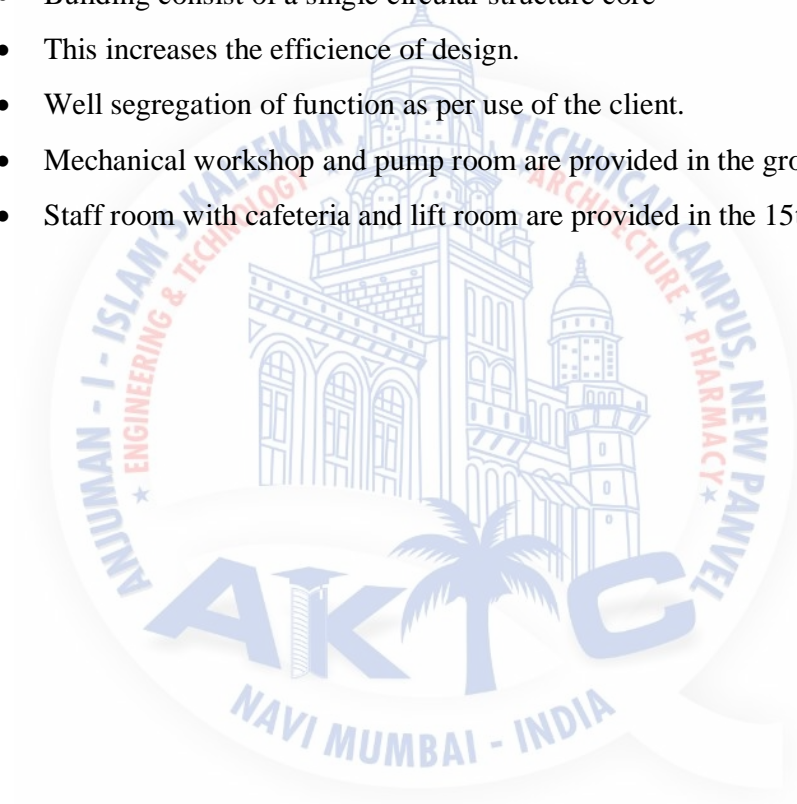 Building consist of a single circular structure core
• This increases the efficience of design.
• Well segregation of function as per use of the client.
• Mechanical workshop and pump room are provided in the gro
• Staff room with cafeteria and lift room are provided in the 15
ANJUMAN - I - ISLAM'S KALSEKAR TECHNICAL CAMPUS, NEW PANVEL
★ ENGINEERING & TECHNOLOGY ★ ARCHITECTURE ★ PHARMACY ★
AKTC
NAVI MUMBAI - INDIA